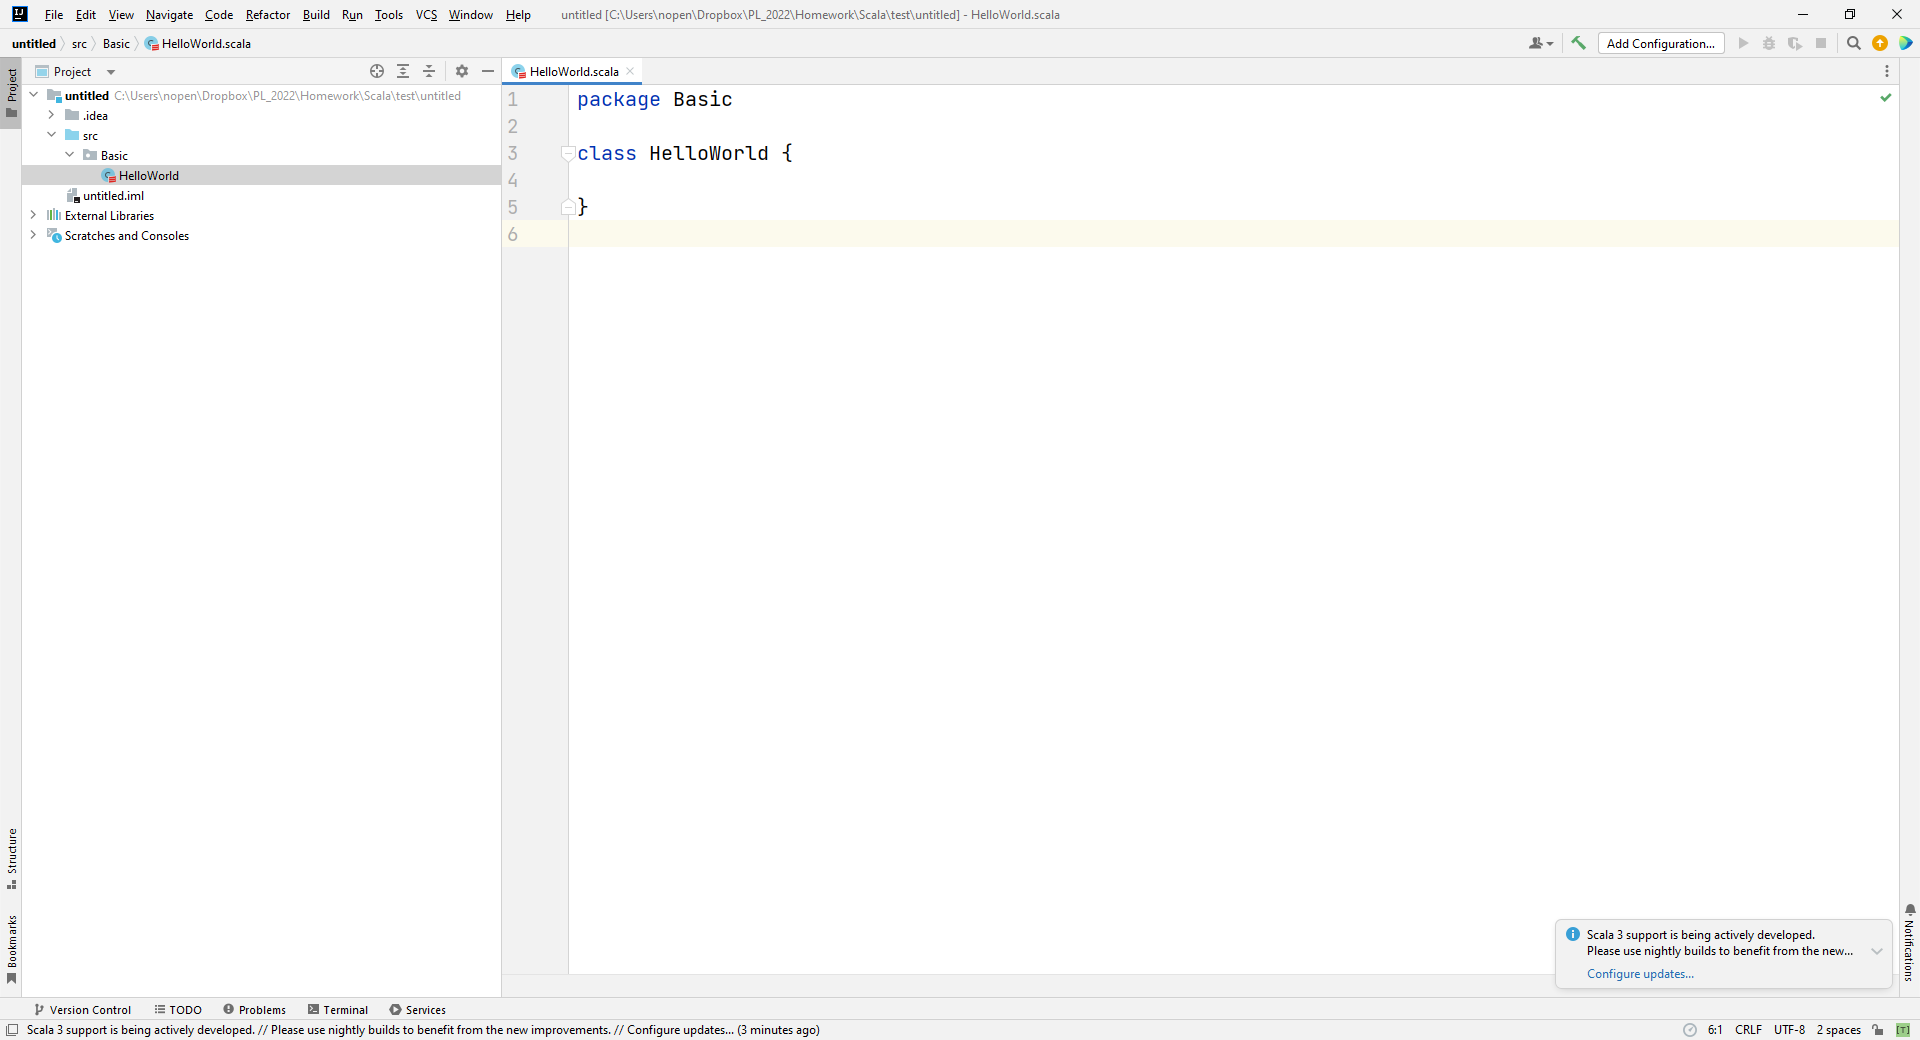 File Edit View Navigate Code Refactor Build Run Tools VCS Window Help untitled [C:\Users\nopen\Dropbox\PL_2022\Homework\Scala\test\untitled] - HelloWorld.scala
untitled src Basic HelloWorld.scala Add Configuration...
Project
Project
HelloWorld.scala
untitled C:\Users\nopen\Dropbox\PL_2022\Homework\Scala\test\untitled
.idea
src
Basic
HelloWorld
untitled.iml
External Libraries
Scratches and Consoles
1 package Basic
2
3 class HelloWorld {
4
5 }
6
Structure
Bookmarks
Notifications
Scala 3 support is being actively developed.
Please use nightly builds to benefit from the new...
Configure updates...
Version Control TODO Problems Terminal Services
Scala 3 support is being actively developed. // Please use nightly builds to benefit from the new improvements. // Configure updates... (3 minutes ago) 6:1 CRLF UTF-8 2 spaces [T]